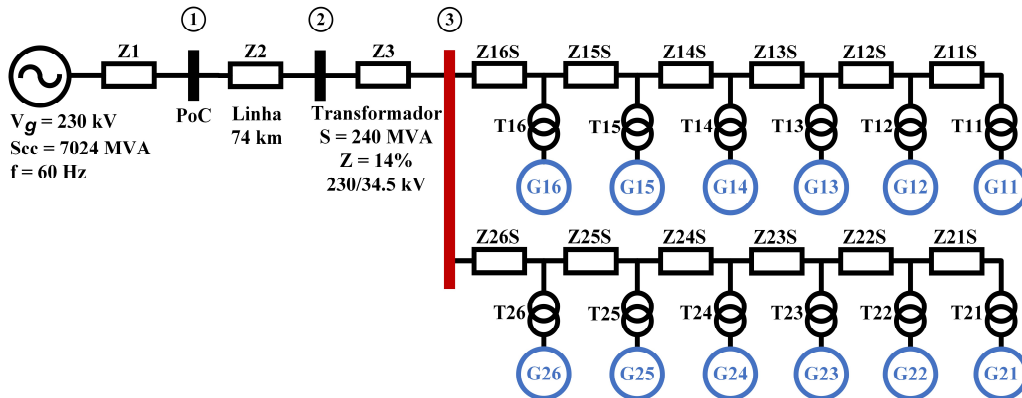 1
2
3
Z1
Z2
Z3
Z16S
Z15S
Z14S
Z13S
Z12S
Z11S
PoC
Vg = 230 kV
Scc = 7024 MVA
f = 60 Hz
Linha
74 km
Transformador
S = 240 MVA
Z = 14%
230/34.5 kV
T16
T15
T14
T13
T12
T11
G16
G15
G14
G13
G12
G11
Z26S
Z25S
Z24S
Z23S
Z22S
Z21S
T26
T25
T24
T23
T22
T21
G26
G25
G24
G23
G22
G21